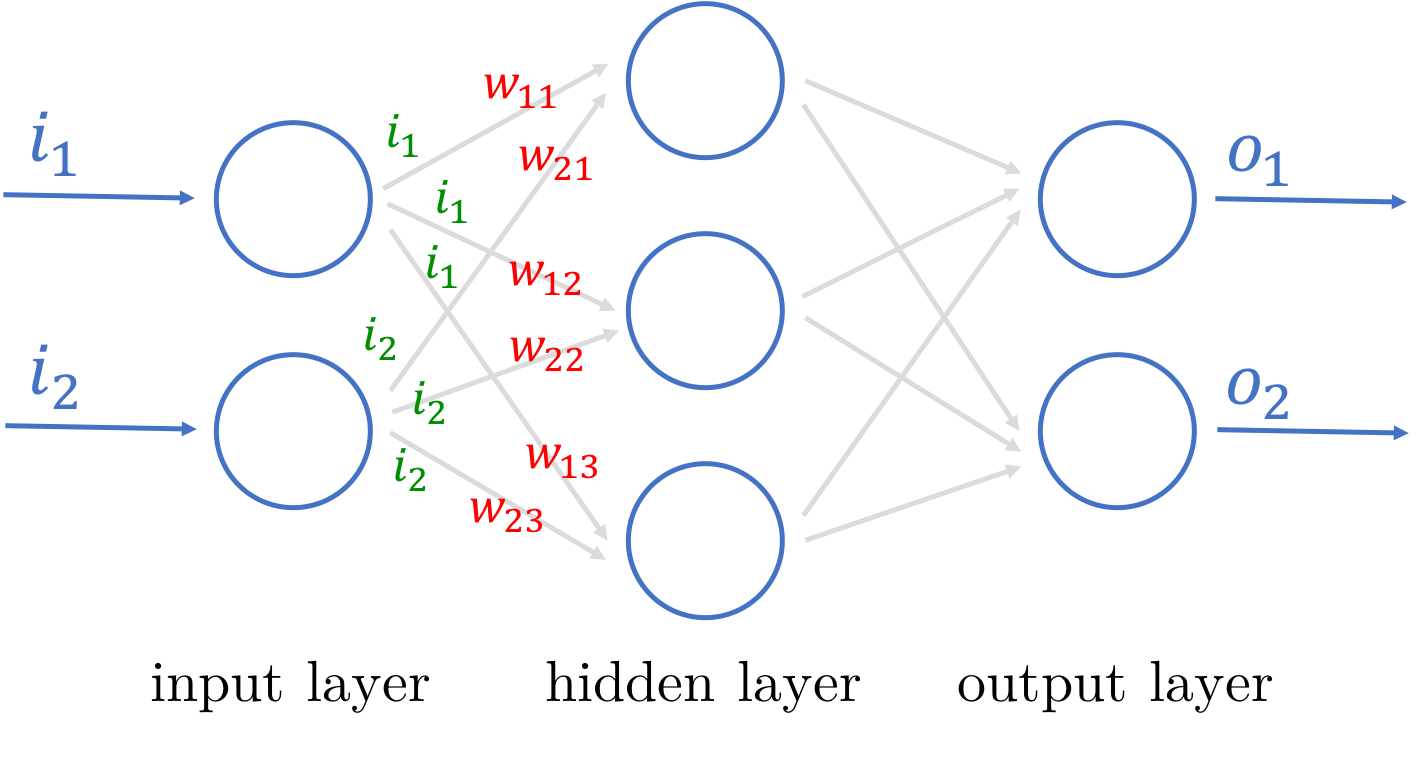 i₁
i₂
i₁
i₁
i₁
i₂
i₂
i₂
w₁₁
w₂₁
w₁₂
w₂₂
w₁₃
w₂₃
o₁
o₂
input layer
hidden layer
output layer